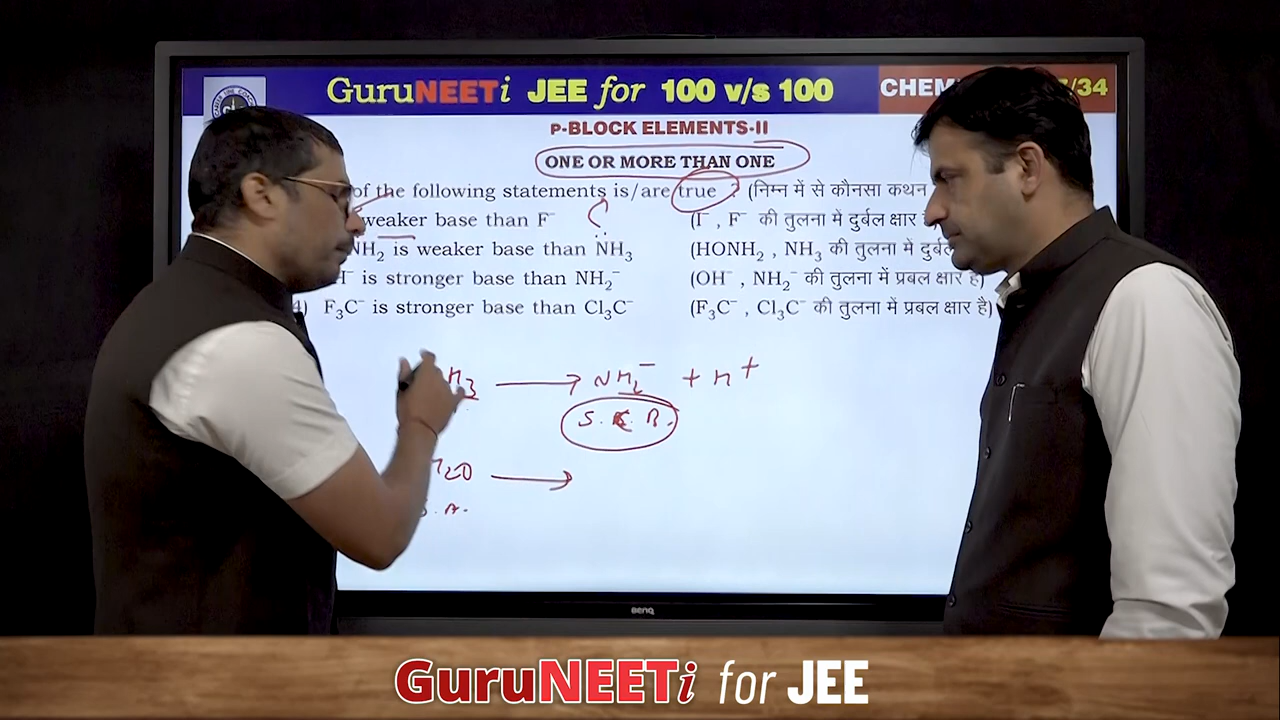 GuruNEETi JEE for 100 v/s 100
/34
P-BLOCK ELEMENTS-II
ONE OR MORE THAN ONE
of the following statements is/are true ? (निम्न में से कौनसा कथन
weaker base than F⁻ (I⁻ , F⁻ की तुलना में दुर्बल क्षार
NH₂ is weaker base than NH₃ (HONH₂ , NH₃ की तुलना में
is stronger base than NH₂⁻ (OH⁻ , NH₂⁻ की तुलना में प्रबल क्षार है)
F₃C⁻ is stronger base than Cl₃C⁻ (F₃C⁻ , Cl₃C⁻ की तुलना में प्रबल क्षार है)
⟶ NH₂⁻ + H⁺
S. B.
⟶
BENQ
GuruNEETi for JEE